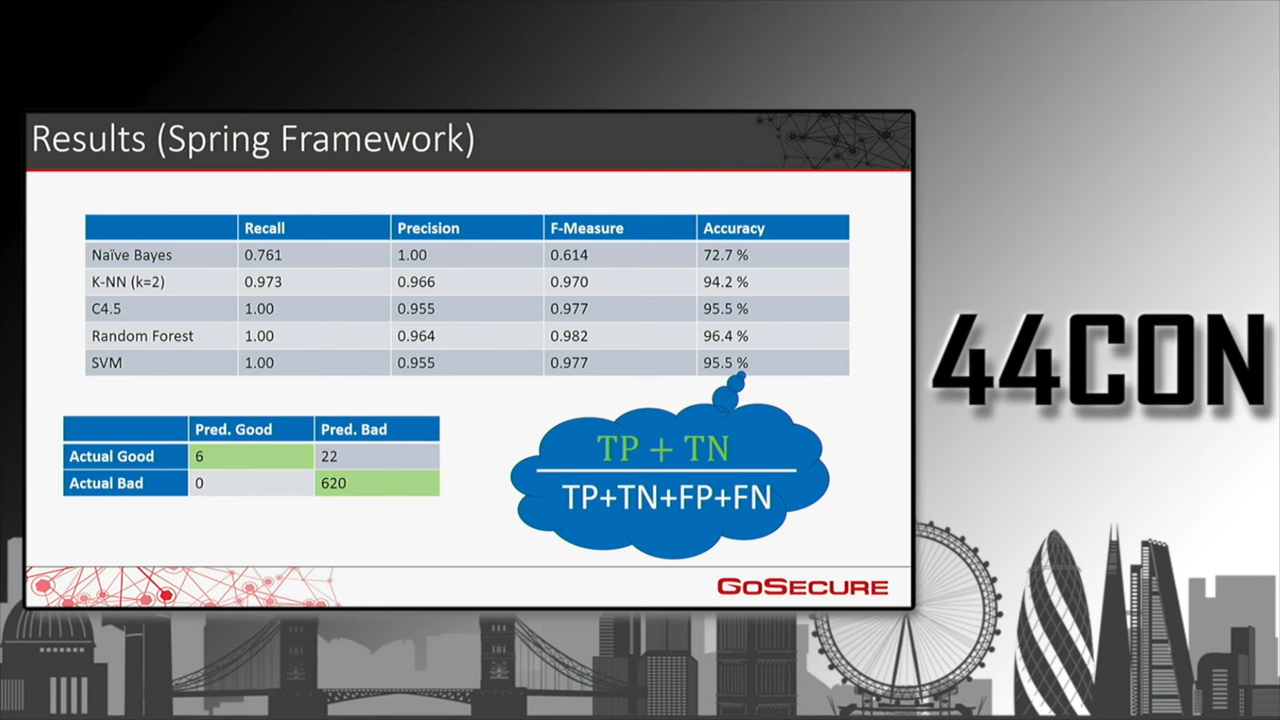 Results (Spring Framework)
Recall Precision F-Measure Accuracy
Naïve Bayes 0.761 1.00 0.614 72.7 %
K-NN (k=2) 0.973 0.966 0.970 94.2 %
C4.5 1.00 0.955 0.977 95.5 %
Random Forest 1.00 0.964 0.982 96.4 %
SVM 1.00 0.955 0.977 95.5 %
Pred. Good Pred. Bad
Actual Good 6 22
Actual Bad 0 620
TP + TN
TP+TN+FP+FN
GOSECURE
44CON